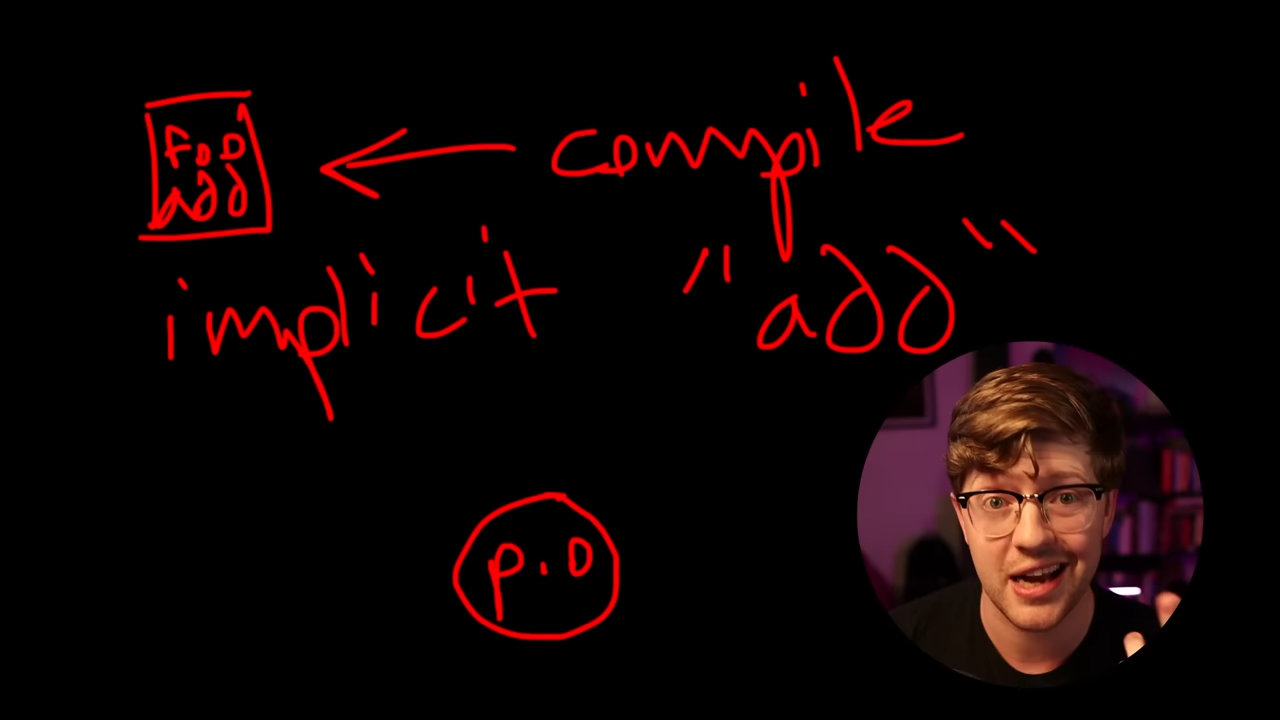 foo
add
← compile
implicit "add"
p.o